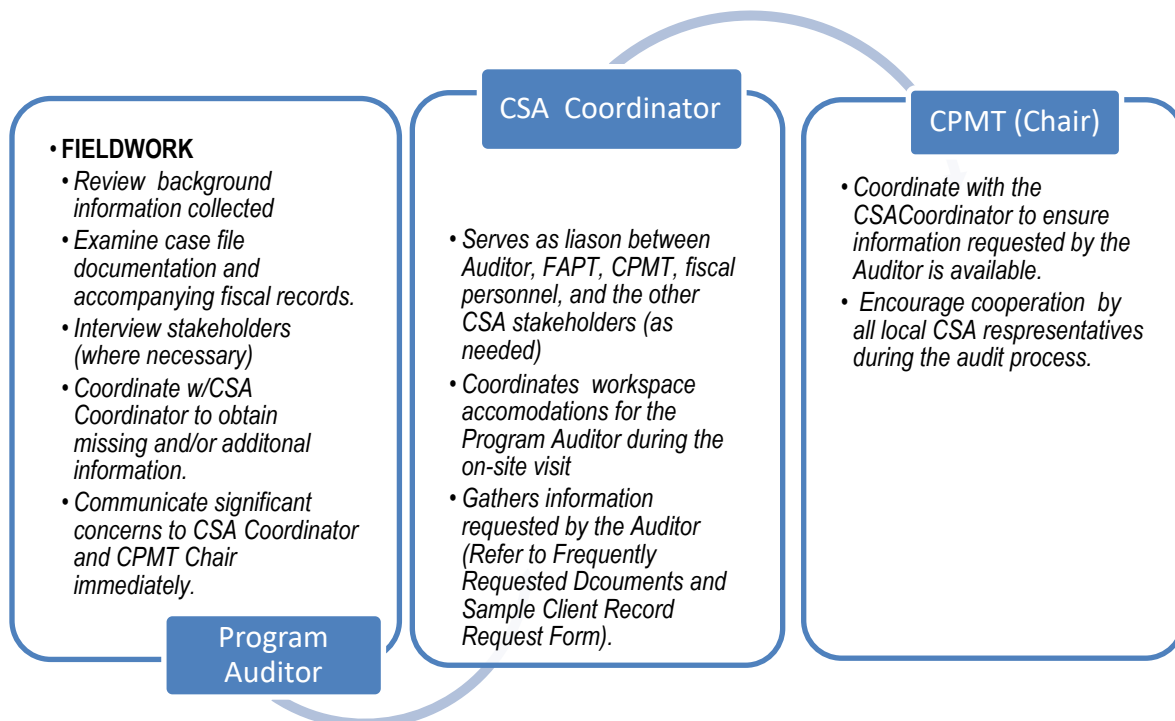 • FIELDWORK
• Review background
information collected
• Examine case file
documentation and
accompanying fiscal records.
• Interview stakeholders
(where necessary)
• Coordinate w/CSA
Coordinator to obtain
missing and/or additonal
information.
• Communicate significant
concerns to CSA Coordinator
and CPMT Chair
immediately.
Program
Auditor
CSA Coordinator
• Serves as liason between
Auditor, FAPT, CPMT, fiscal
personnel, and the other
CSA stakeholders (as
needed)
• Coordinates workspace
accomodations for the
Program Auditor during the
on-site visit
• Gathers information
requested by the Auditor
(Refer to Frequently
Requested Dcouments and
Sample Client Record
Request Form).
CPMT (Chair)
• Coordinate with the
CSACoordinator to ensure
information requested by the
Auditor is available.
• Encourage cooperation by
all local CSA respresentatives
during the audit process.